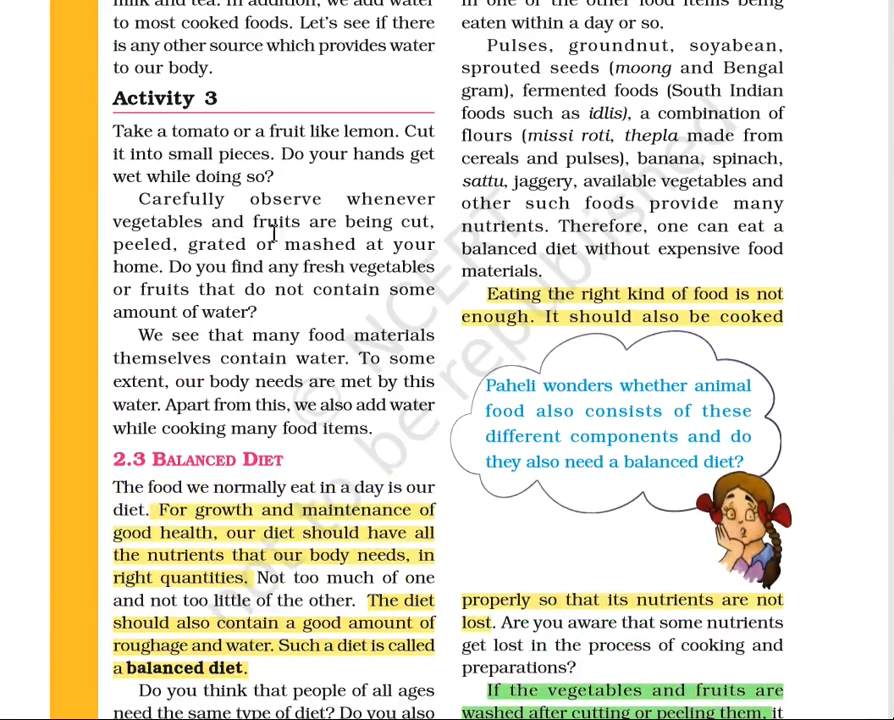 milk and tea. In addition, we add water
to most cooked foods. Let's see if there
is any other source which provides water
to our body.
Activity 3
Take a tomato or a fruit like lemon. Cut
it into small pieces. Do your hands get
wet while doing so?
Carefully observe whenever
vegetables and fruits are being cut,
peeled, grated or mashed at your
home. Do you find any fresh vegetables
or fruits that do not contain some
amount of water?
We see that many food materials
themselves contain water. To some
extent, our body needs are met by this
water. Apart from this, we also add water
while cooking many food items.
2.3 BALANCED DIET
The food we normally eat in a day is our
diet. For growth and maintenance of
good health, our diet should have all
the nutrients that our body needs, in
right quantities. Not too much of one
and not too little of the other. The diet
should also contain a good amount of
roughage and water. Such a diet is called
a balanced diet.
Do you think that people of all ages
need the same type of diet? Do you also
in one of the other food items being
eaten within a day or so.
Pulses, groundnut, soyabean,
sprouted seeds (moong and Bengal
gram), fermented foods (South Indian
foods such as idlis), a combination of
flours (missi roti, thepla made from
cereals and pulses), banana, spinach,
sattu, jaggery, available vegetables and
other such foods provide many
nutrients. Therefore, one can eat a
balanced diet without expensive food
materials.
Eating the right kind of food is not
enough. It should also be cooked
Paheli wonders whether animal
food also consists of these
different components and do
they also need a balanced diet?
properly so that its nutrients are not
lost. Are you aware that some nutrients
get lost in the process of cooking and
preparations?
If the vegetables and fruits are
washed after cutting or peeling them, it
© NCERT
not to be republished